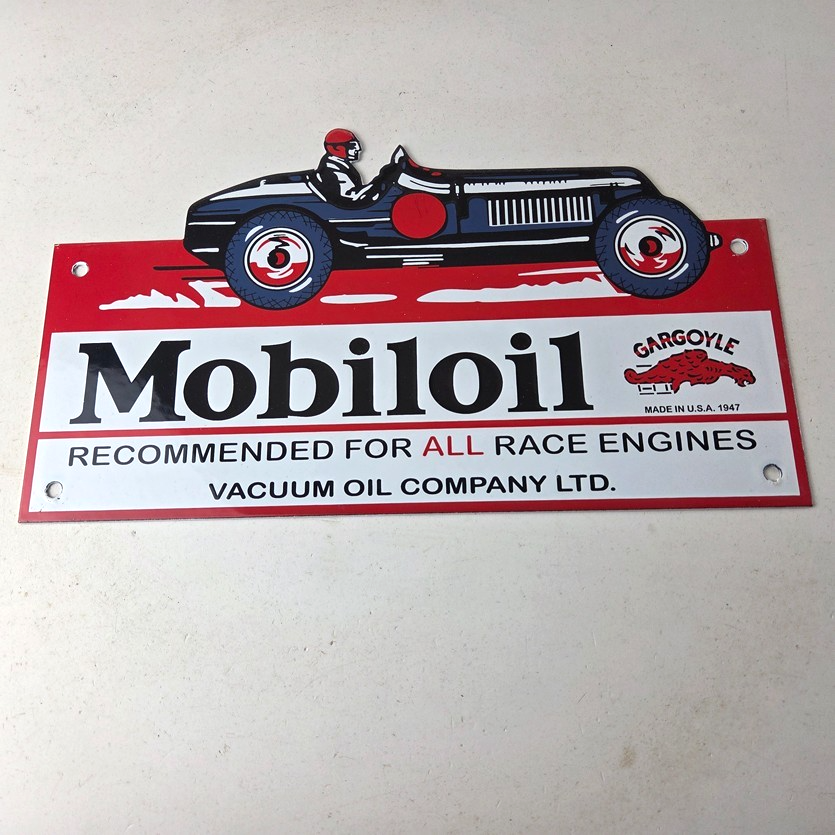 Mobiloil
GARGOYLE
MADE IN U.S.A. 1947
RECOMMENDED FOR ALL RACE ENGINES
VACUUM OIL COMPANY LTD.